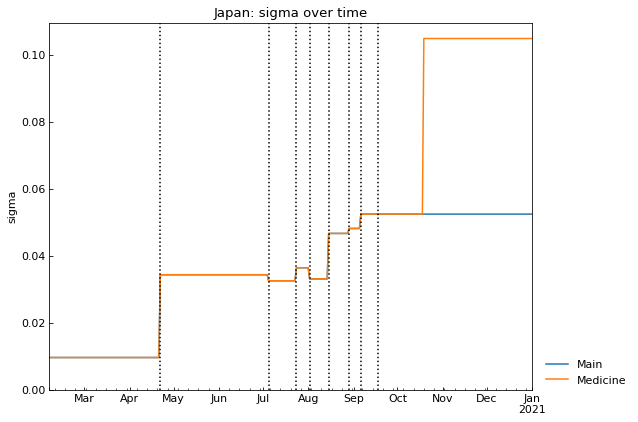 Japan: sigma over time
sigma
0.10
0.08
0.06
0.04
0.02
0.00
Mar Apr May Jun Jul Aug Sep Oct Nov Dec Jan
2021
Main
Medicine